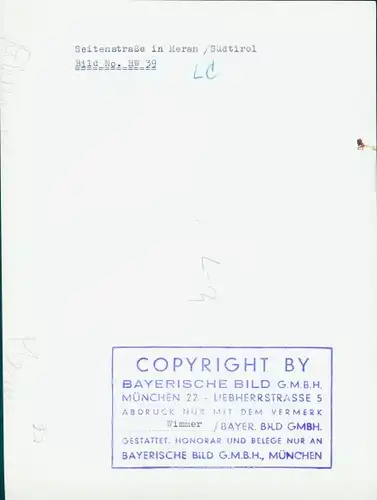 Seitenstraße in Meran /Südtirol
Bild No. HW 39
LC
COPYRIGHT BY
BAYERISCHE BILD G.M.B.H.
MÜNCHEN 22 - LIEBHERRSTRASSE 5
ABDRUCK NUR MIT DEM VERMERK
Wimmer /BAYER. BILD GMBH.
GESTATTET. HONORAR UND BELEGE NUR AN
BAYERISCHE BILD G.M.B.H., MÜNCHEN